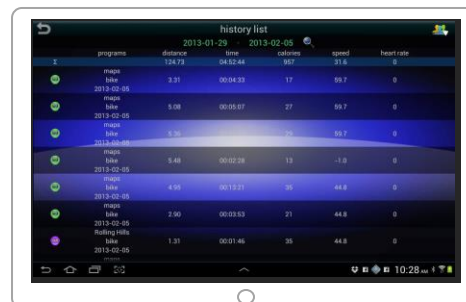 history list
2013-01-29 - 2013-02-05
programs distance time calories speed heart rate
Σ 124.73 04:52:44 957 31.6 0
maps
bike 3.31 00:04:33 17 59.7 0
2013-02-05
maps
bike 5.08 00:05:07 27 59.7 0
2013-02-05
maps
bike 5.36 29 59.7 0
2013-02-05
maps
bike 5.48 00:02:28 13 -1.0 0
2013-02-05
maps
bike 4.95 00:13:21 35 44.8 0
2013-02-05
maps
bike 2.90 00:03:53 21 44.8 0
2013-02-05
Rolling Hills
bike 1.31 00:01:46 35 44.8 0
2013-02-05
maps
10:28 AM